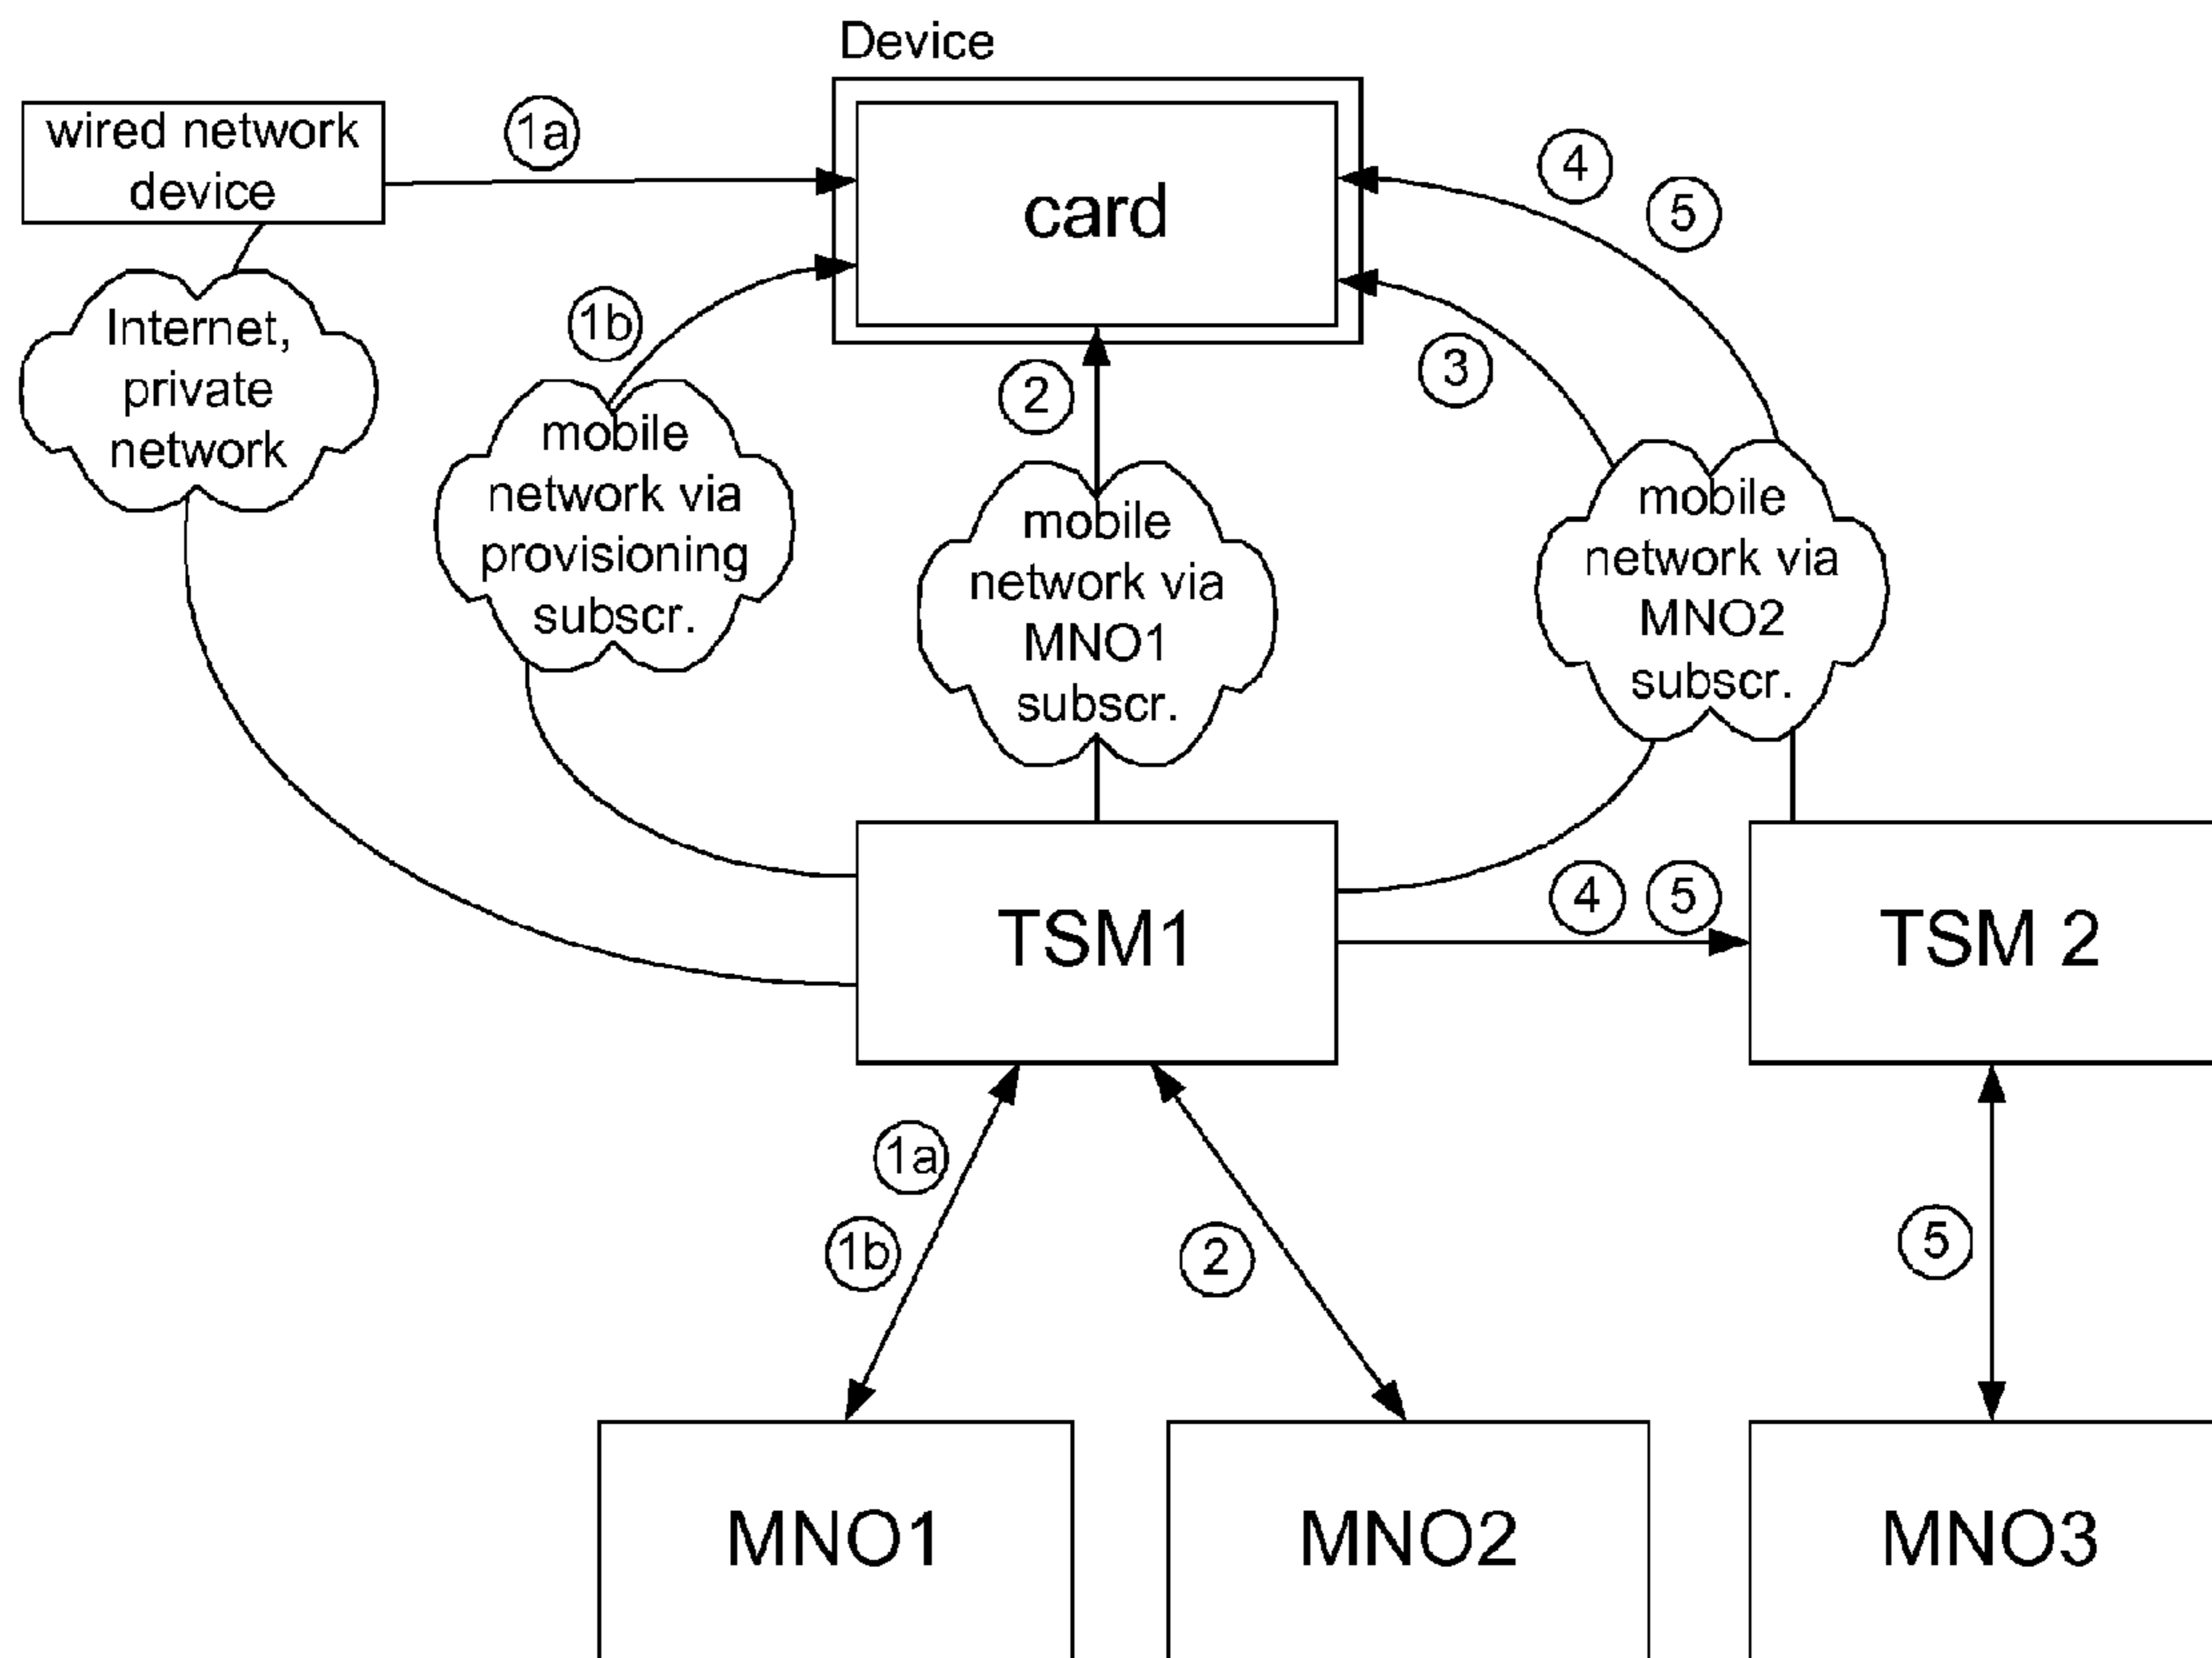 Device
wired network
device
1a
card
4
5
Internet,
private
network
1b
2
3
mobile
network via
provisioning
subscr.
mobile
network via
MNO1
subscr.
mobile
network via
MNO2
subscr.
TSM1
4
5
TSM 2
1a
1b
2
5
MNO1
MNO2
MNO3